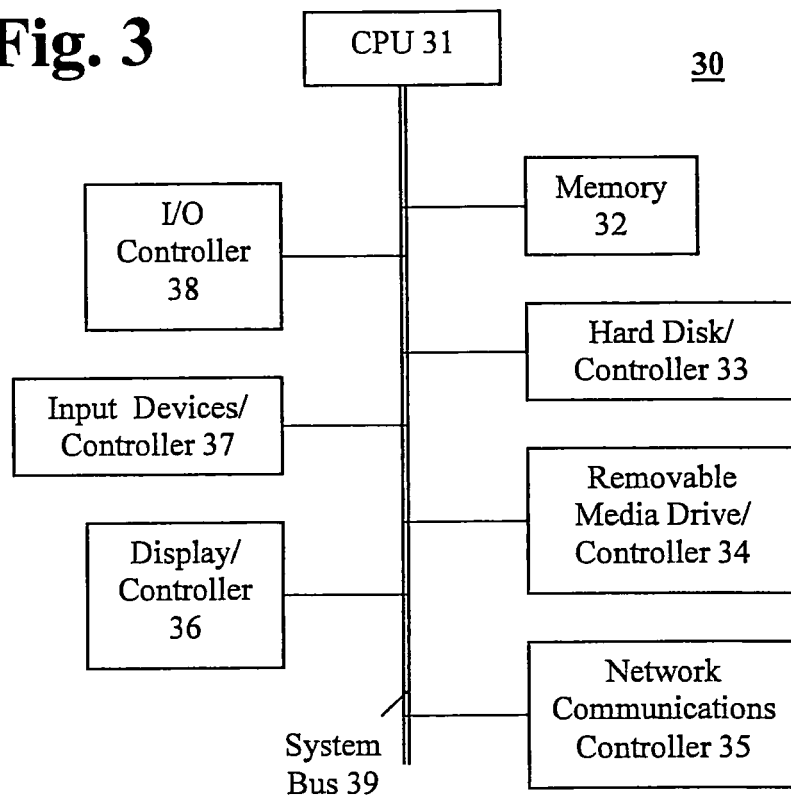 Fig. 3
CPU 31
30
I/O
Controller
38
Memory
32
Hard Disk/
Controller 33
Input Devices/
Controller 37
Removable
Media Drive/
Controller 34
Display/
Controller
36
Network
Communications
Controller 35
System
Bus 39